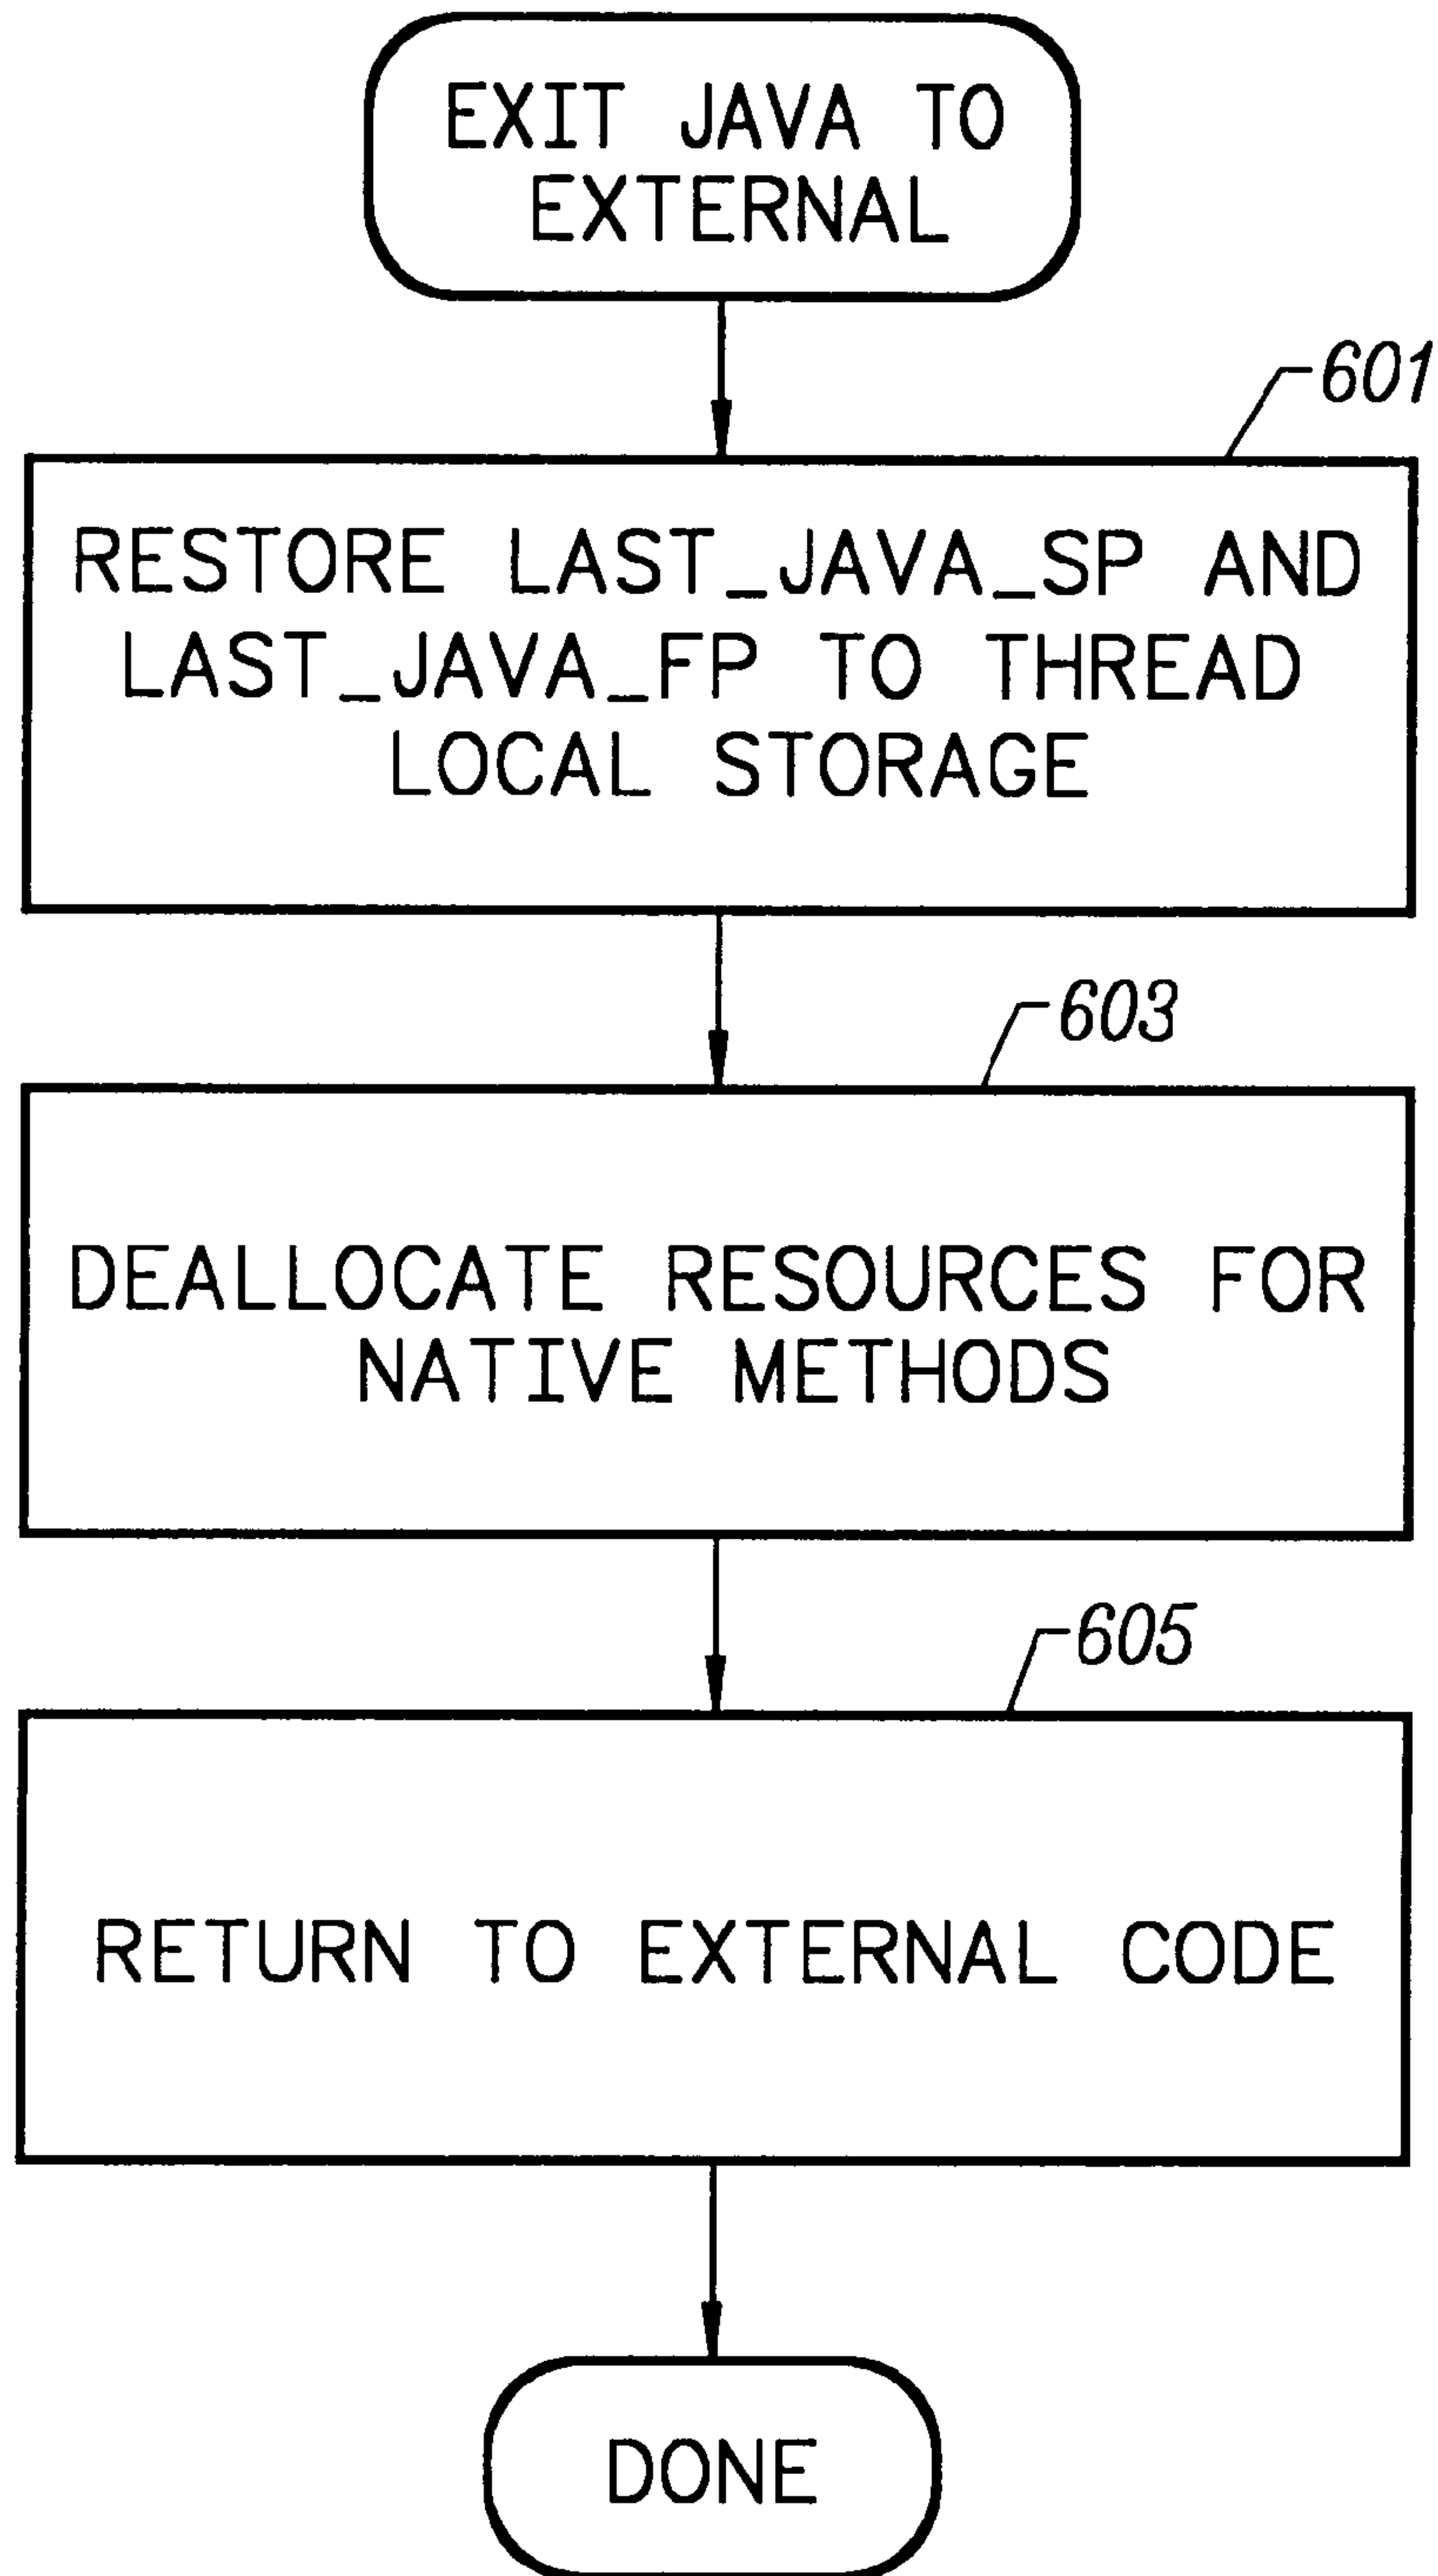 EXIT JAVA TO
EXTERNAL
601
RESTORE LAST_JAVA_SP AND
LAST_JAVA_FP TO THREAD
LOCAL STORAGE
603
DEALLOCATE RESOURCES FOR
NATIVE METHODS
605
RETURN TO EXTERNAL CODE
DONE